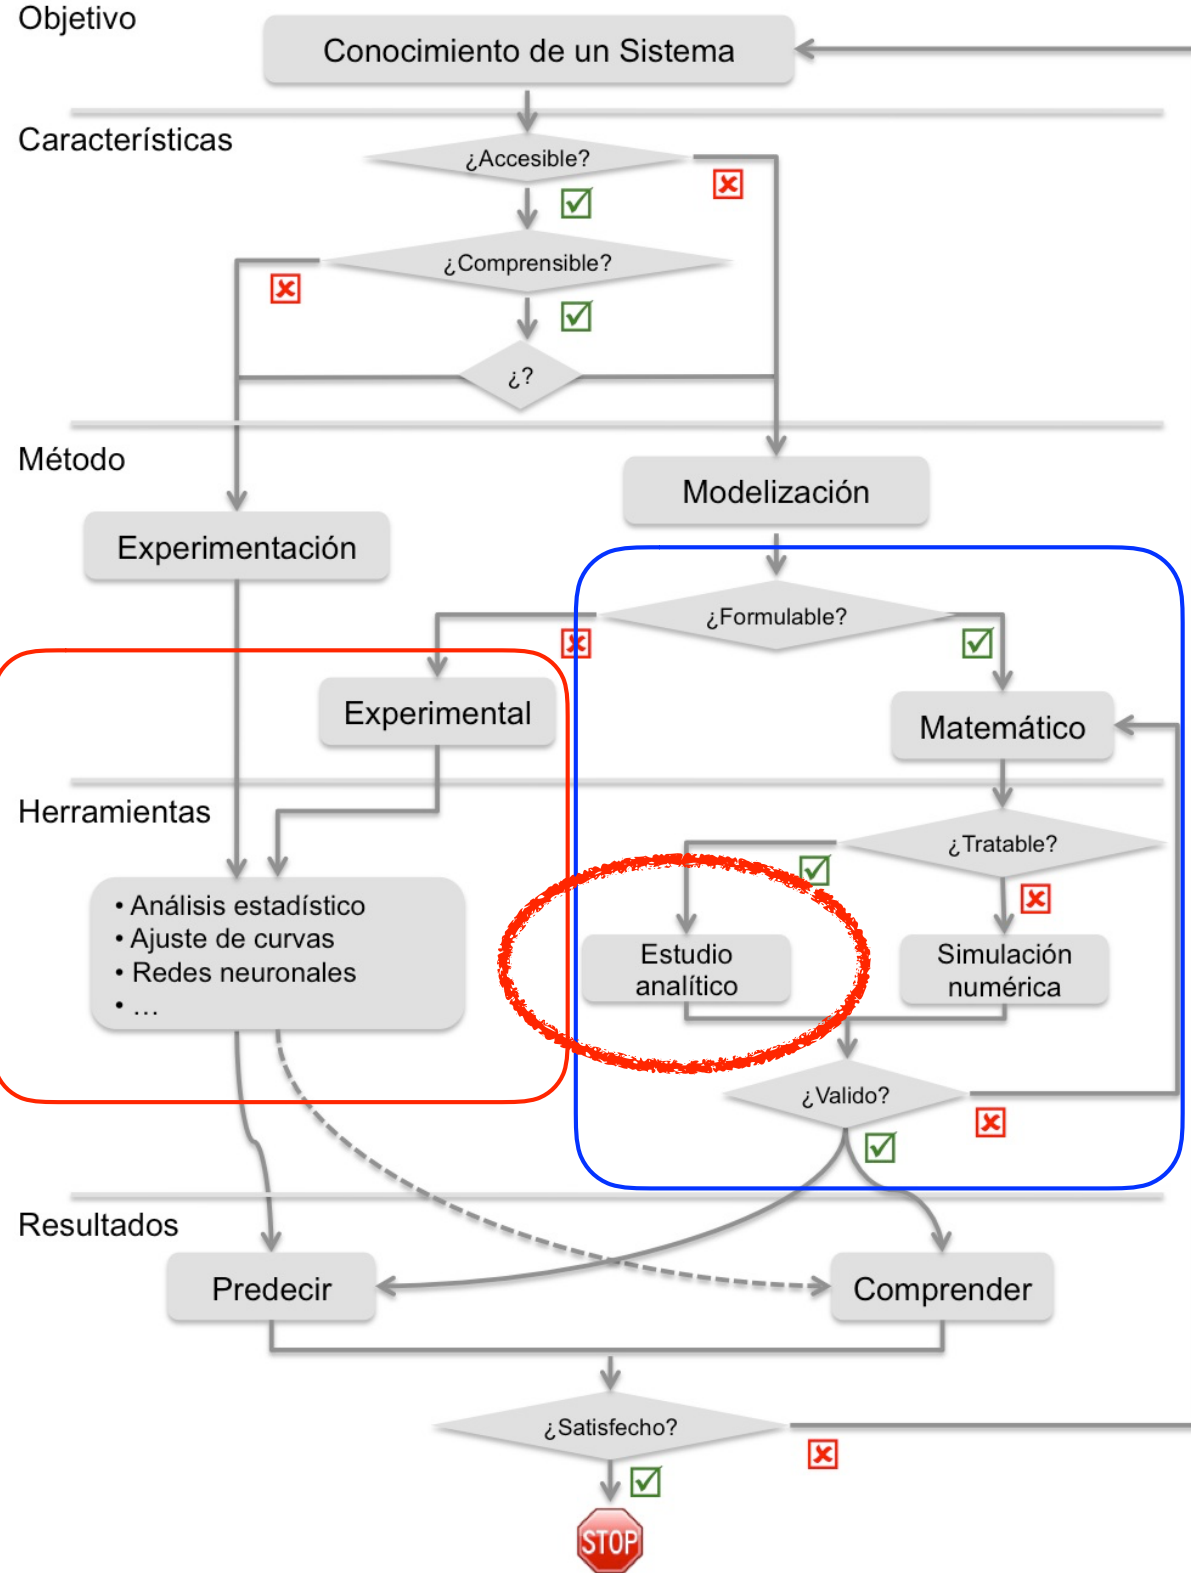 Objetivo
Conocimiento de un Sistema
Características
¿Accesible?
¿Comprensible?
¿?
Método
Modelización
Experimentación
¿Formulable?
Experimental
Matemático
Herramientas
¿Tratable?
• Análisis estadístico
• Ajuste de curvas
• Redes neuronales
• ...
Estudio
analítico
Simulación
numérica
¿Valido?
Resultados
Predecir
Comprender
¿Satisfecho?
STOP